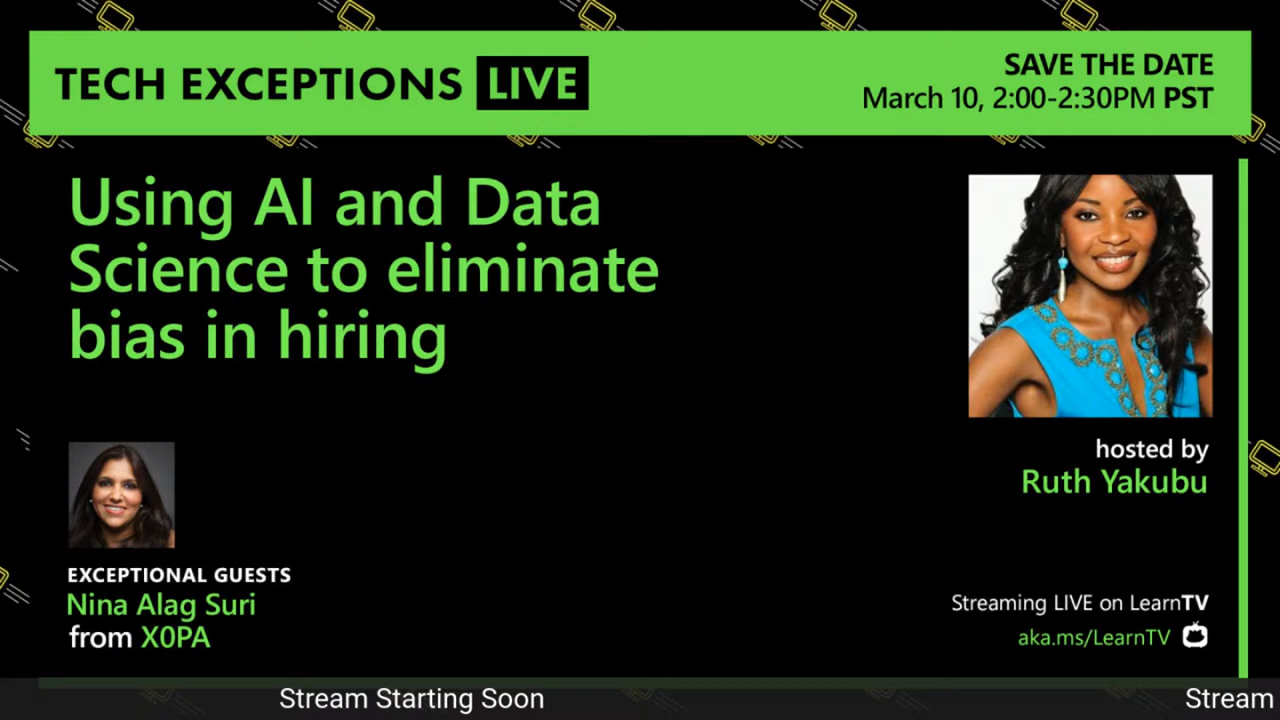 TECH EXCEPTIONS LIVE
SAVE THE DATE
March 10, 2:00-2:30PM PST
Using AI and Data
Science to eliminate
bias in hiring
hosted by
Ruth Yakubu
EXCEPTIONAL GUESTS
Nina Alag Suri
from X0PA
Streaming LIVE on LearnTV
aka.ms/LearnTV
Stream Starting Soon
Stream